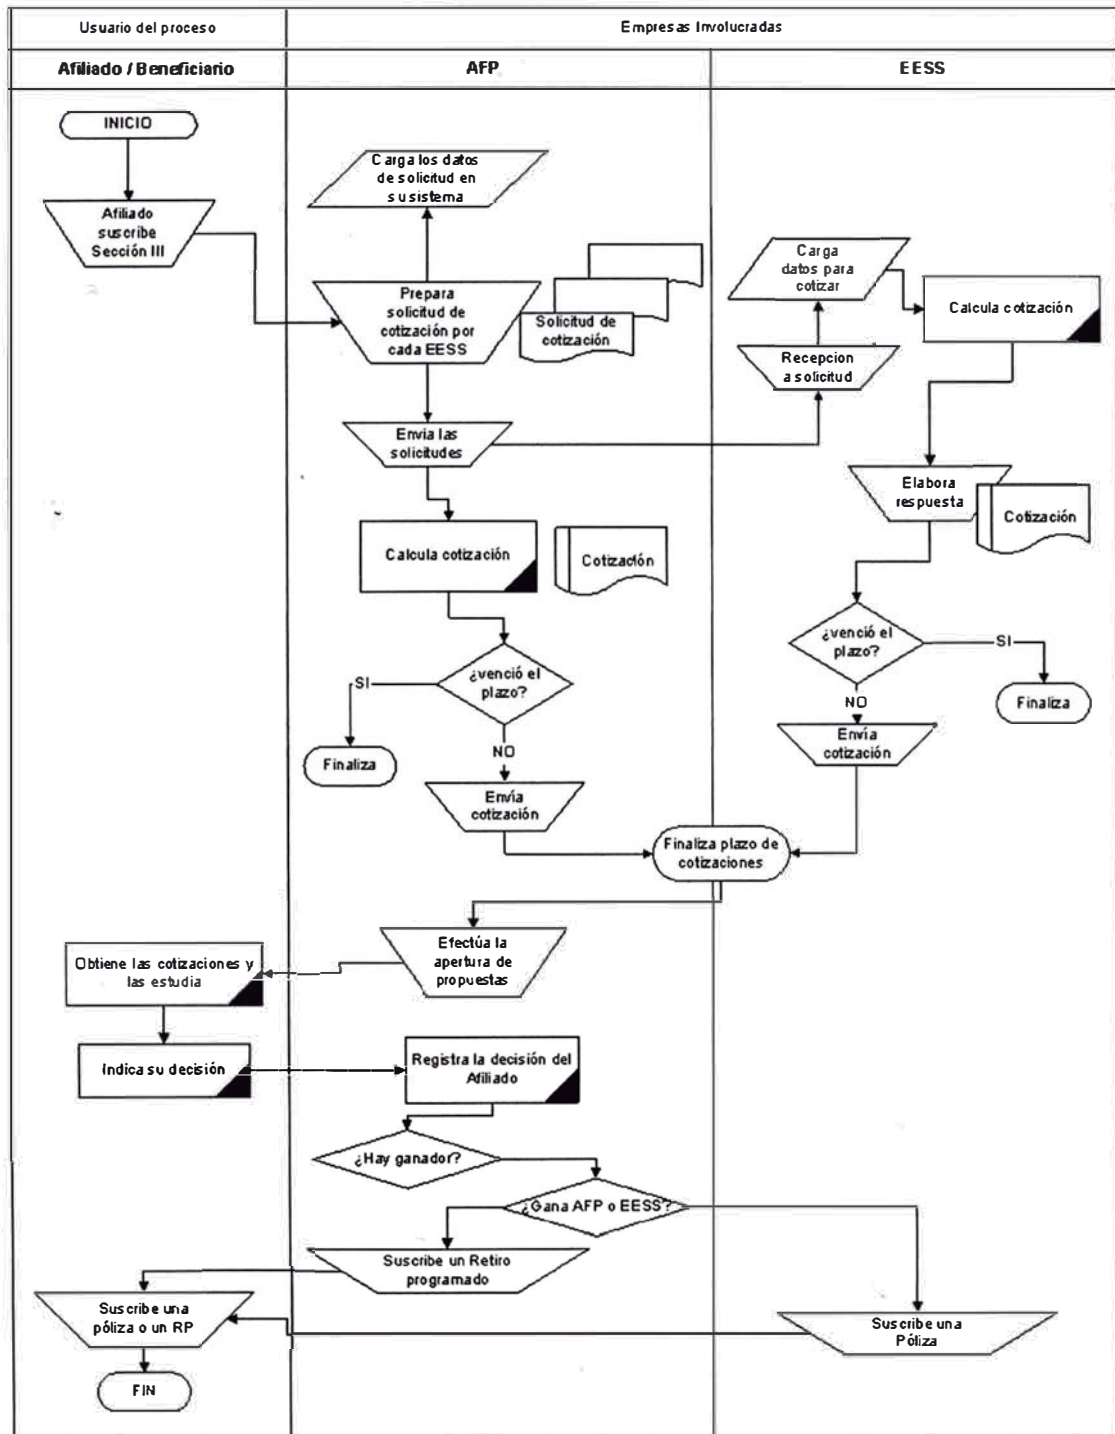 Usuario del proceso
Empresas Involucradas
Afiliado / Beneficiario
AFP
EESS
INICIO
Carga los datos
de solicitud en
su sistema
Afiliado
suscribe
Sección III
Carga
datos para
cotizar
Calcula cotización
Prepara
solicitud de
cotización por
cada EESS
Solicitud de
cotización
Recepcion
a solicitud
Envia las
solicitudes
Elabora
respuesta
Cotización
Calcula cotización
Cotización
¿venció el
plazo?
SI
Finaliza
NO
Envía
cotización
¿venció el
plazo?
SI
Finaliza
NO
Envía
cotización
Finaliza plazo de
cotizaciones
Efectúa la
apertura de
propuestas
Obtiene las cotizaciones y
las estudia
Indica su decisión
Registra la decisión del
Afiliado
¿Hay ganador?
¿Gana AFP o EESS?
Suscribe un Retiro
programado
Suscribe una
póliza o un RP
Suscribe una
Póliza
FIN